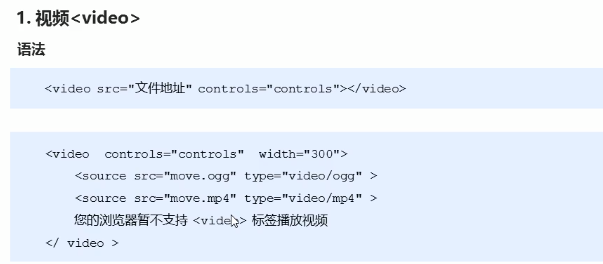 1. 视频<video>
语法
<video src="文件地址" controls="controls"></video>
<video controls="controls" width="300">
<source src="move.ogg" type="video/ogg" >
<source src="move.mp4" type="video/mp4" >
您的浏览器暂不支持 <video> 标签播放视频
</ video >